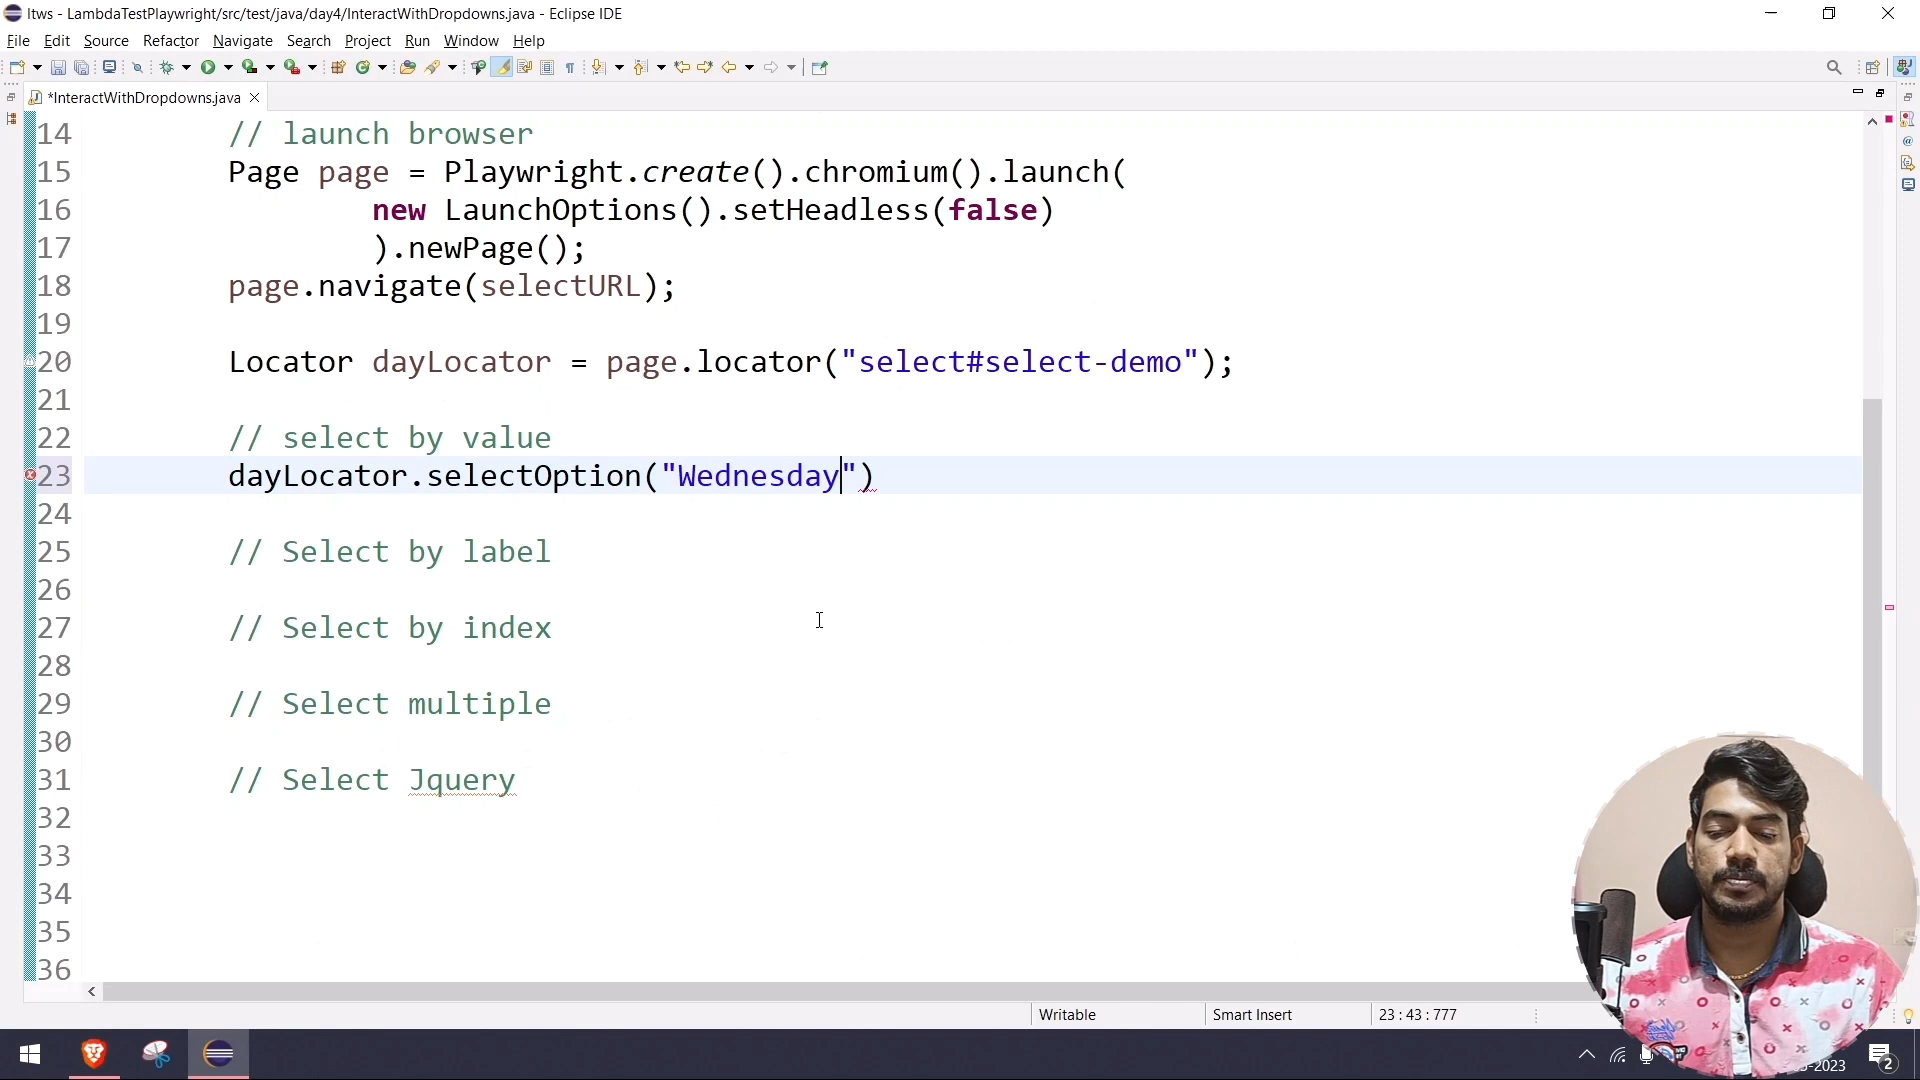 ltws - LambdaTestPlaywright/src/test/java/day4/InteractWithDropdowns.java - Eclipse IDE
File Edit Source Refactor Navigate Search Project Run Window Help
*InteractWithDropdowns.java
14 // launch browser
15 Page page = Playwright.create().chromium().launch(
16 new LaunchOptions().setHeadless(false)
17 ).newPage();
18 page.navigate(selectURL);
19
20 Locator dayLocator = page.locator("select#select-demo");
21
22 // select by value
23 dayLocator.selectOption("Wednesday")
24
25 // Select by label
26
27 // Select by index
28
29 // Select multiple
30
31 // Select Jquery
32
33
34
35
36
Writable Smart Insert 23 : 43 : 777
-2023
2